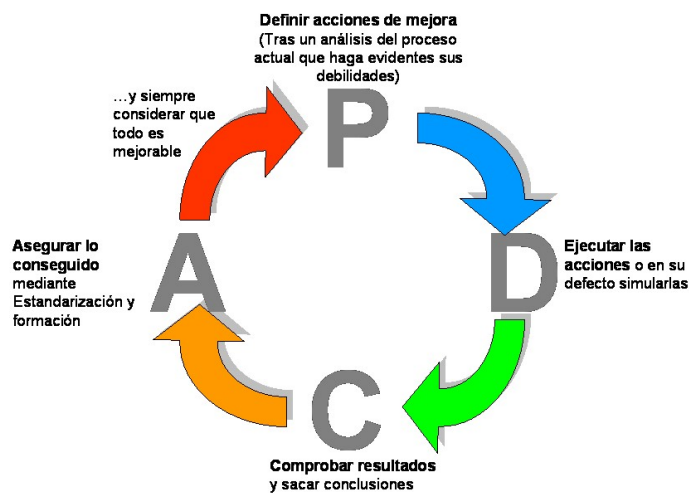 Definir acciones de mejora
(Tras un análisis del proceso
actual que haga evidentes sus
debilidades)
…y siempre
considerar que
todo es
mejorable
P
Asegurar lo
conseguido
mediante
Estandarización y
formación
A
D
Ejecutar las
acciones o en su
defecto simularlas
C
Comprobar resultados
y sacar conclusiones